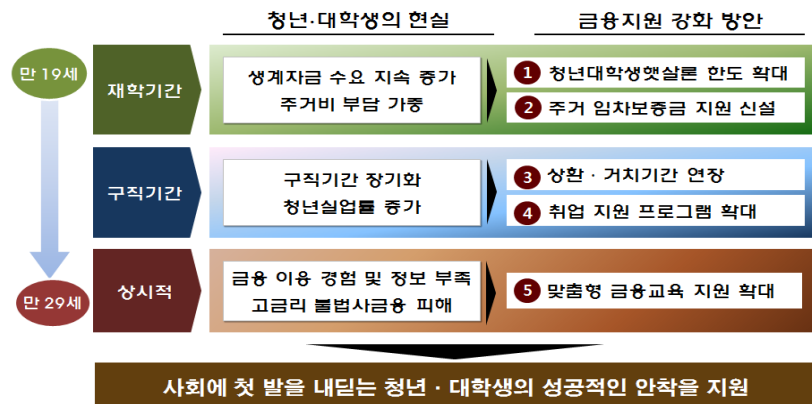 청년·대학생의 현실
금융지원 강화 방안
만 19세
재학기간
생계자금 수요 지속 증가
주거비 부담 가중
1 청년대학생햇살론 한도 확대
2 주거 임차보증금 지원 신설
구직기간
구직기간 장기화
청년실업률 증가
3 상환·거치기간 연장
4 취업 지원 프로그램 확대
만 29세
상시적
금융 이용 경험 및 정보 부족
고금리 불법사금융 피해
5 맞춤형 금융교육 지원 확대
사회에 첫 발을 내딛는 청년·대학생의 성공적인 안착을 지원